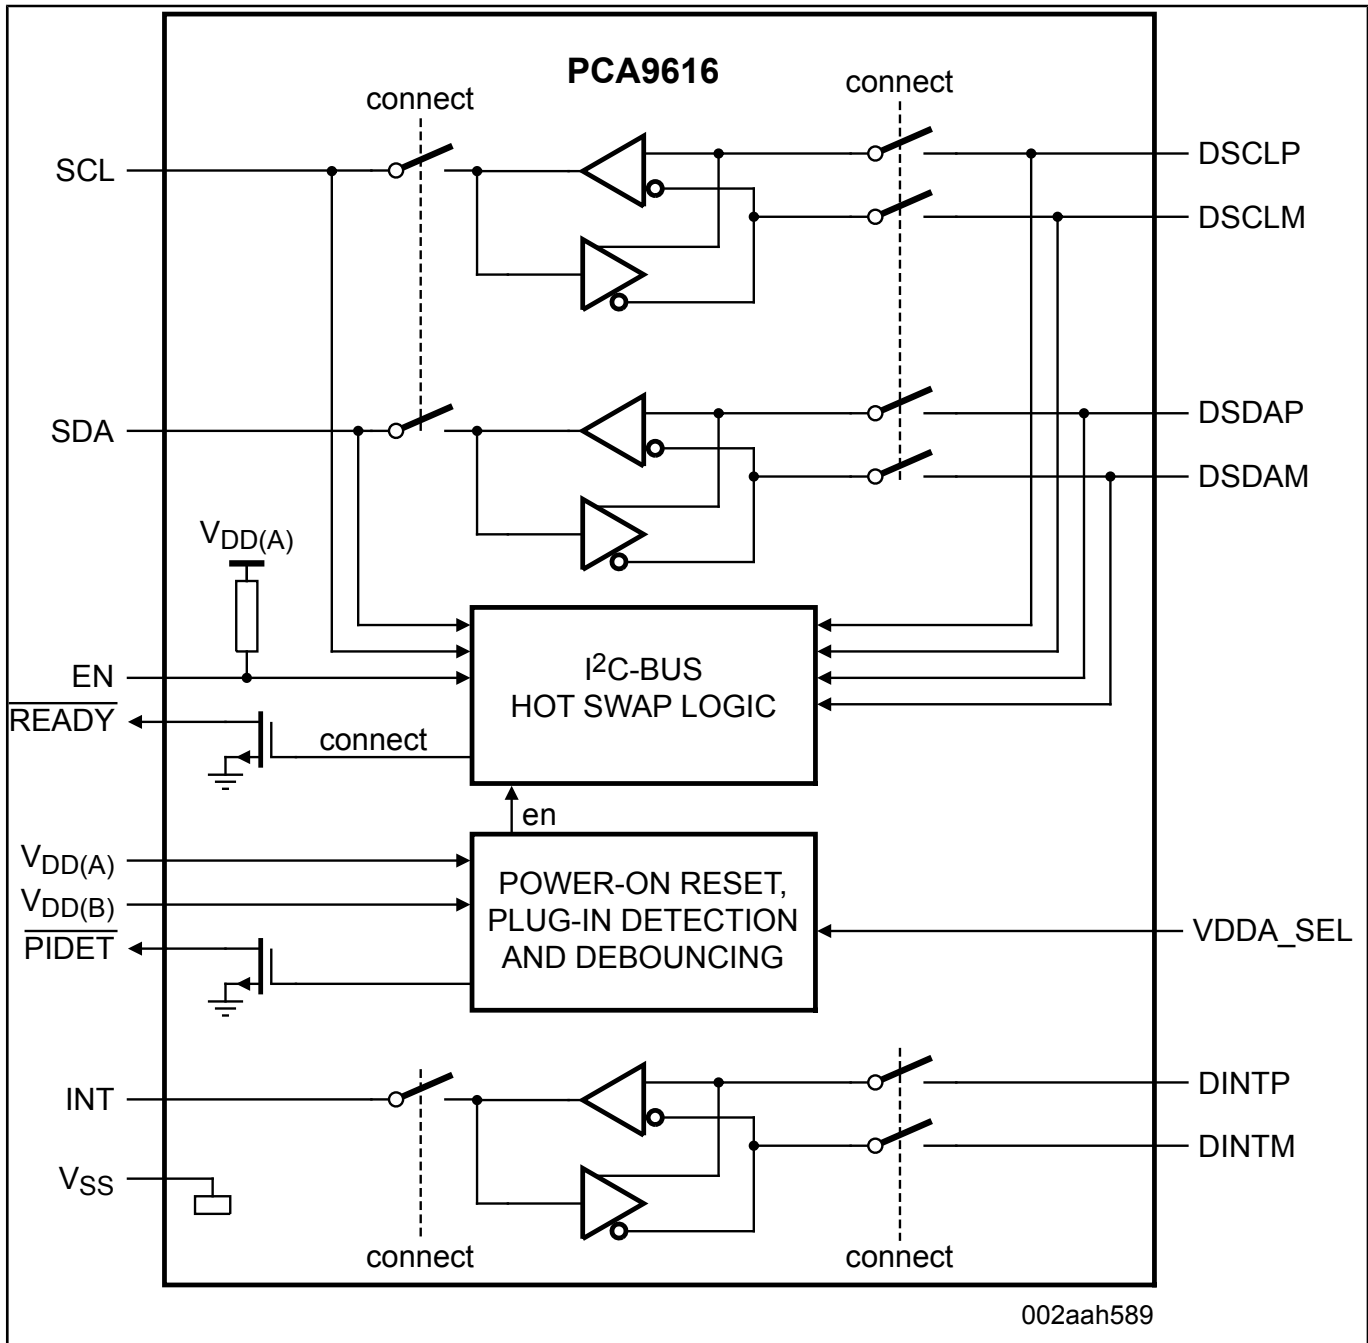 PCA9616
connect
connect
SCL
DSCLP
DSCLM
SDA
DSDAP
DSDAM
VDD(A)
EN
READY
connect
I2C-BUS
HOT SWAP LOGIC
en
VDD(A)
VDD(B)
PIDET
POWER-ON RESET,
PLUG-IN DETECTION
AND DEBOUNCING
VDDA_SEL
INT
DINTP
DINTM
VSS
connect
connect
002aah589